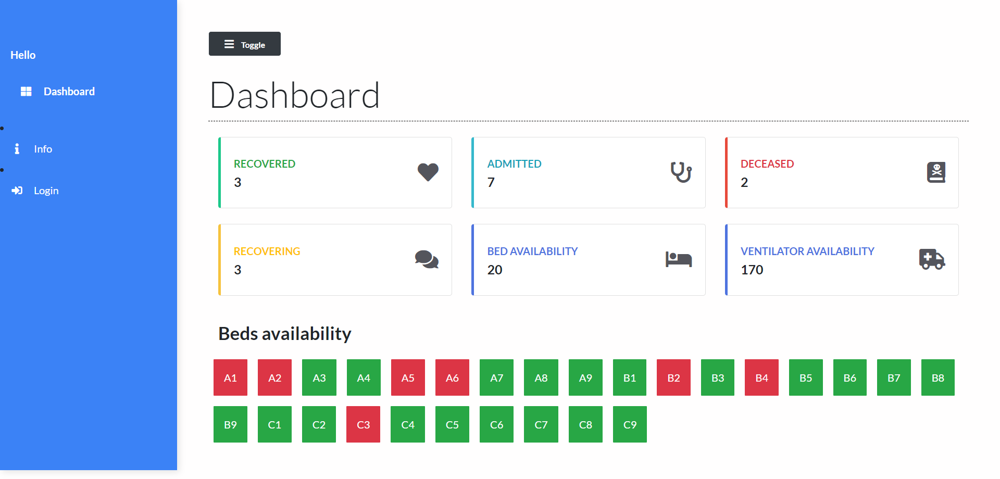 Hello
Dashboard
Info
Login
Toggle
Dashboard
RECOVERED
3
ADMITTED
7
DECEASED
2
RECOVERING
3
BED AVAILABILITY
20
VENTILATOR AVAILABILITY
170
Beds availability
A1 A2 A3 A4 A5 A6 A7 A8 A9 B1 B2 B3 B4 B5 B6 B7 B8
B9 C1 C2 C3 C4 C5 C6 C7 C8 C9